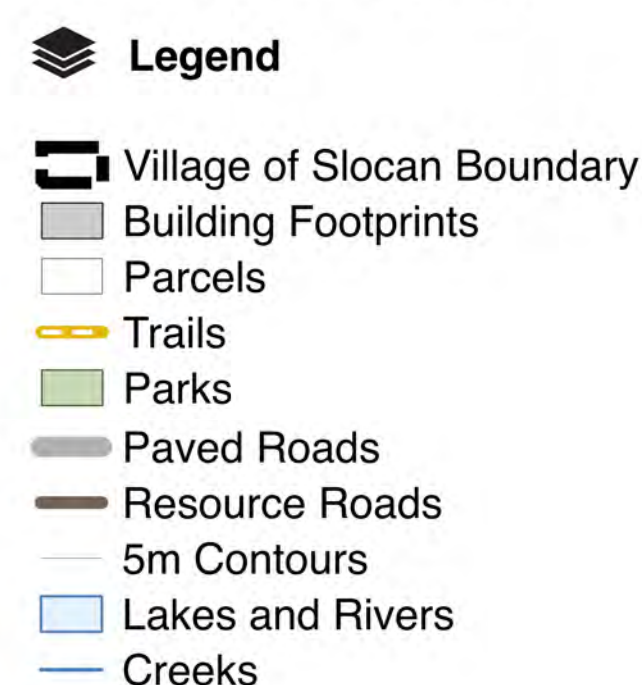 Legend
Village of Slocan Boundary
Building Footprints
Parcels
Trails
Parks
Paved Roads
Resource Roads
5m Contours
Lakes and Rivers
Creeks